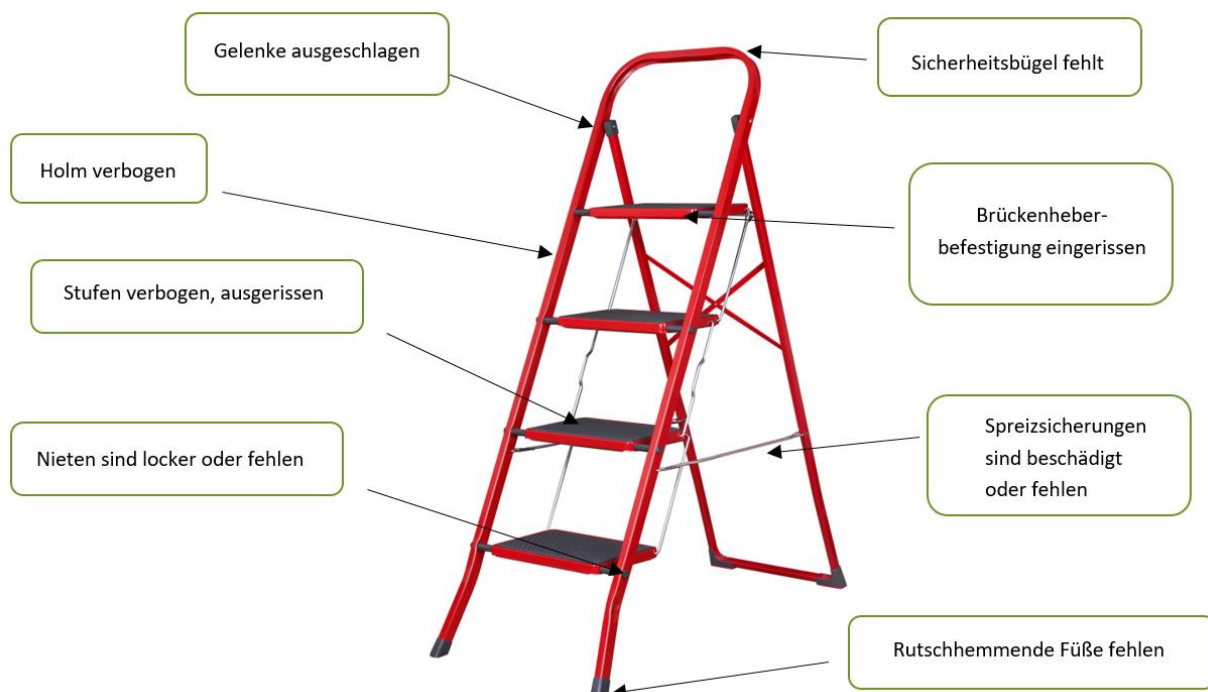 Gelenke ausgeschlagen
Sicherheitsbügel fehlt
Holm verbogen
Brückenheber-
befestigung eingerissen
Stufen verbogen, ausgerissen
Nieten sind locker oder fehlen
Spreizsicherungen
sind beschädigt
oder fehlen
Rutschhemmende Füße fehlen